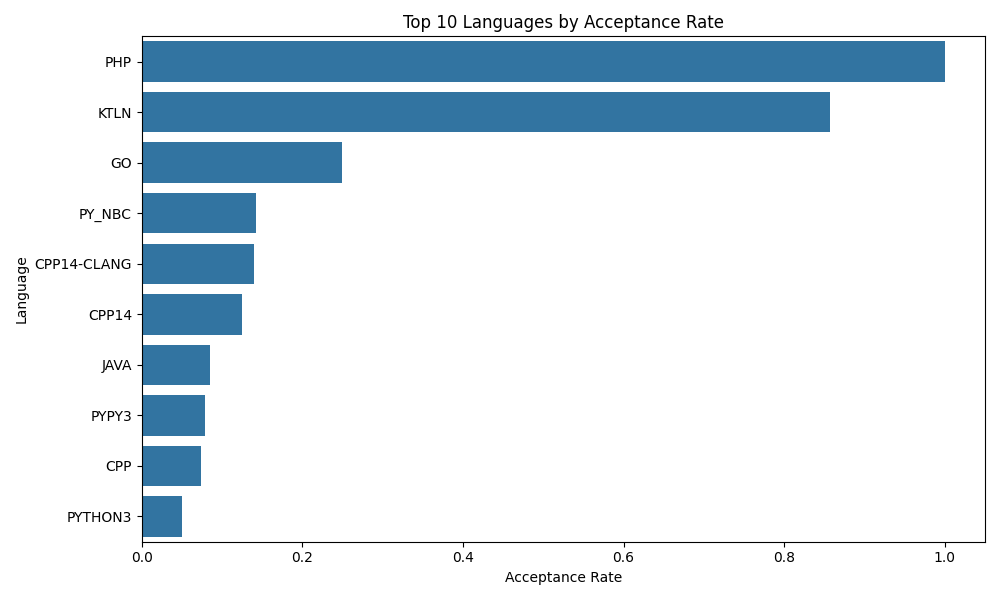 Top 10 Languages by Acceptance Rate
PHP
KTLN
GO
PY_NBC
CPP14-CLANG
CPP14
JAVA
PYPY3
CPP
PYTHON3
Language
0.0 0.2 0.4 0.6 0.8 1.0
Acceptance Rate